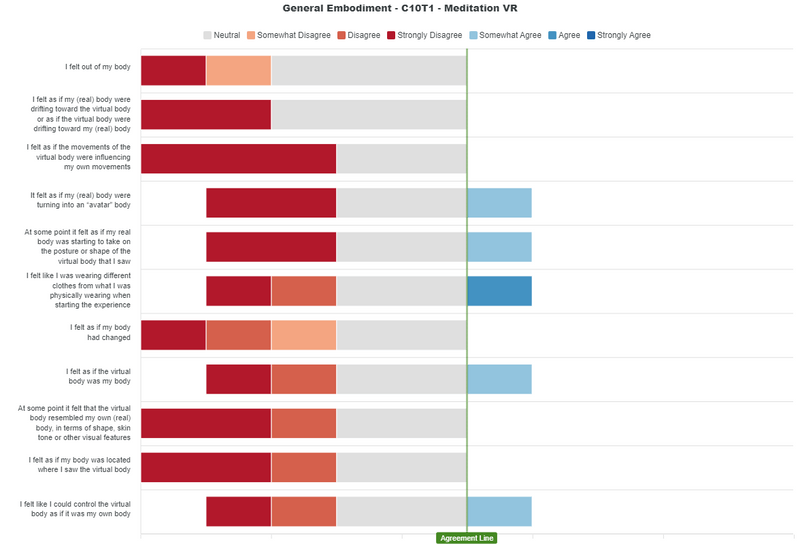 General Embodiment - C10T1 - Meditation VR
Neutral
Somewhat Disagree
Disagree
Strongly Disagree
Somewhat Agree
Agree
Strongly Agree
I felt out of my body
I felt as if my (real) body were
drifting toward the virtual body
or as if the virtual body were
drifting toward my (real) body
I felt as if the movements of the
virtual body were influencing
my own movements
It felt as if my (real) body were
turning into an "avatar" body
At some point it felt as if my real
body was starting to take on
the posture or shape of the
virtual body that I saw
I felt like I was wearing different
clothes from what I was
physically wearing when
starting the experience
I felt as if my body
had changed
I felt as if the virtual
body was my body
At some point it felt that the virtual
body resembled my own (real)
body, in terms of shape, skin
tone or other visual features
I felt as if my body was located
where I saw the virtual body
I felt like I could control the virtual
body as if it was my own body
Agreement Line